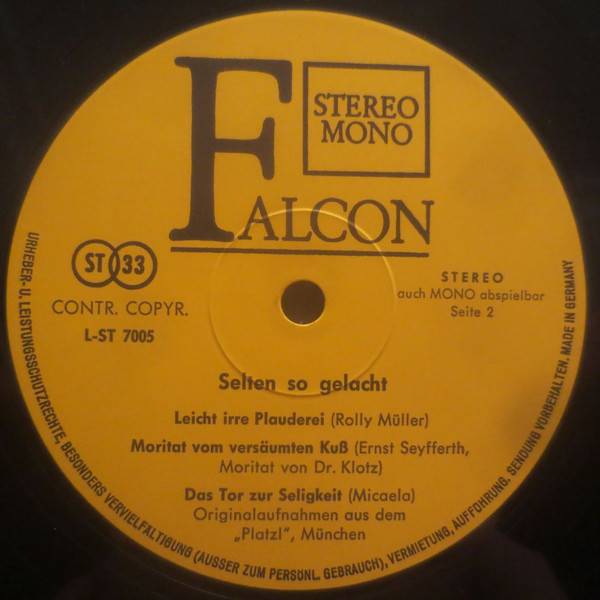 FALCON
STEREO
MONO
ST 33
CONTR. COPYR.
L-ST 7005
STEREO
auch MONO abspielbar
Seite 2
Selten so gelacht
Leicht irre Plauderei (Rolly Müller)
Moritat vom versäumten Kuß (Ernst Seyfferth,
Moritat von Dr. Klotz)
Das Tor zur Seligkeit (Micaela)
Originalaufnahmen aus dem
„Platzl", München
URHEBER- U. LEISTUNGSSCHUTZRECHTE, BESONDERS VERVIELFÄLTIGUNG (AUSSER ZUM PERSÖNL. GEBRAUCH), VERMIETUNG, AUFFÜHRUNG. SENDUNG VORBEHALTEN. MADE IN GERMANY